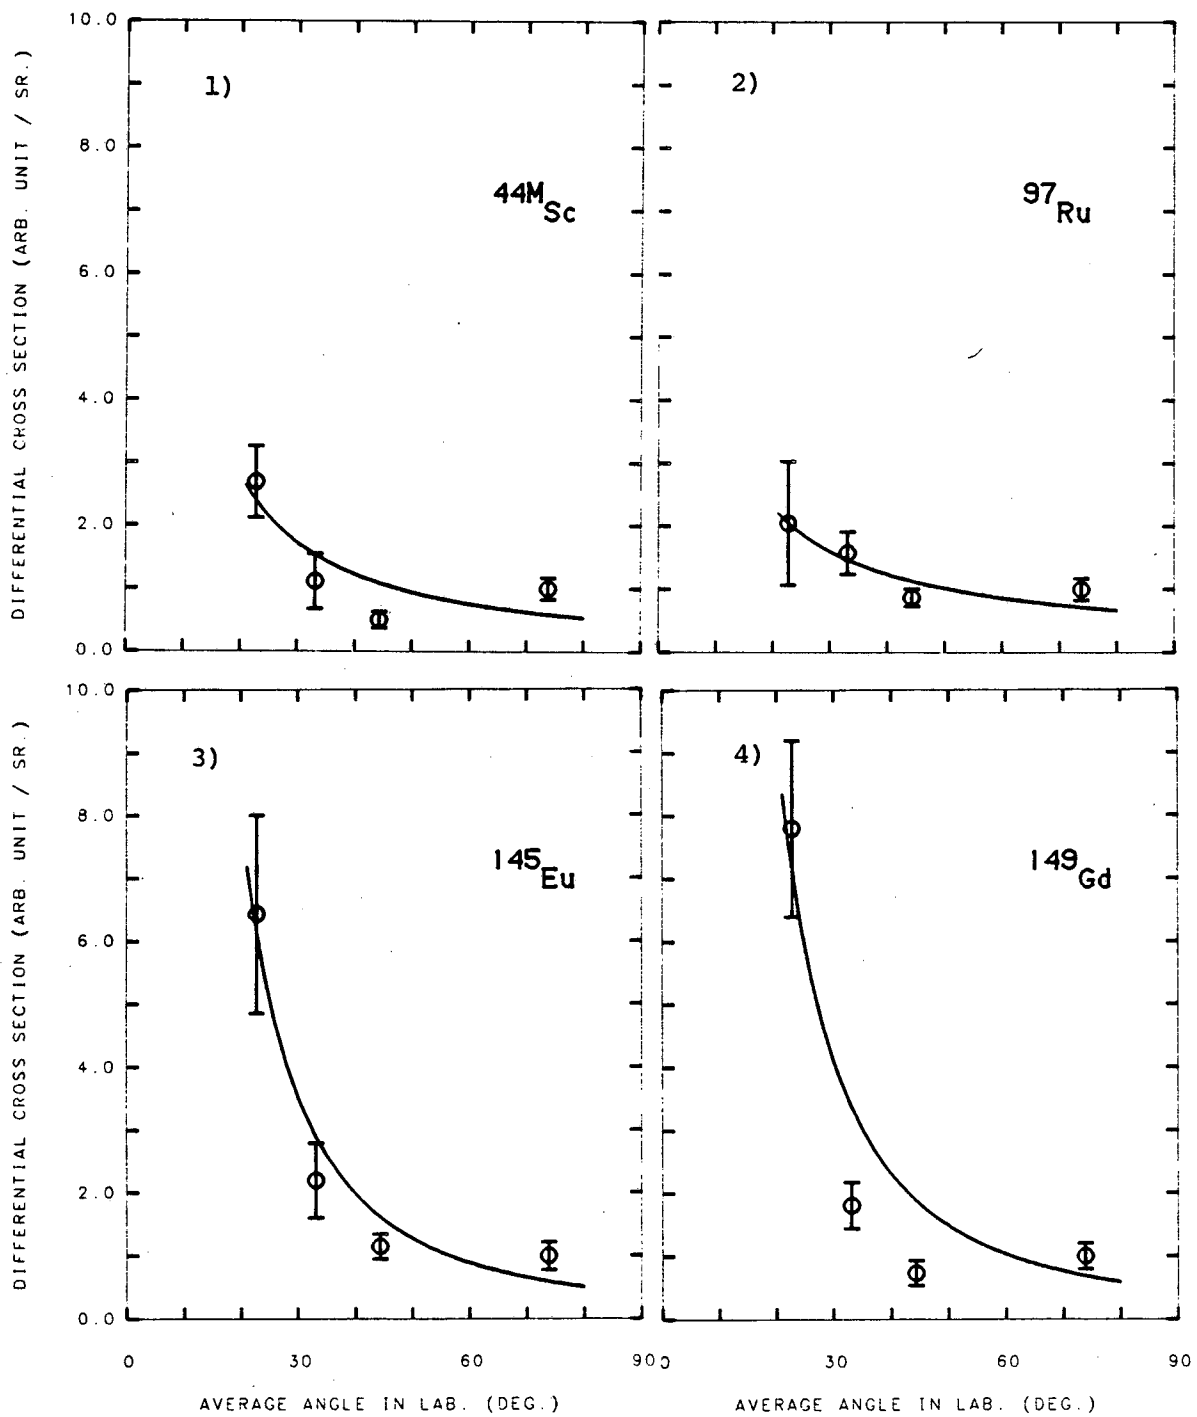 10.0
8.0
6.0
4.0
2.0
0.0
DIFFERENTIAL CROSS SECTION (ARB. UNIT / SR.)
1)
44M Sc
2)
97 Ru
10.0
8.0
6.0
4.0
2.0
0.0
DIFFERENTIAL CROSS SECTION (ARB. UNIT / SR.)
3)
145 Eu
4)
149 Gd
0 30 60 90 0 30 60 90
AVERAGE ANGLE IN LAB. (DEG.) AVERAGE ANGLE IN LAB. (DEG.)